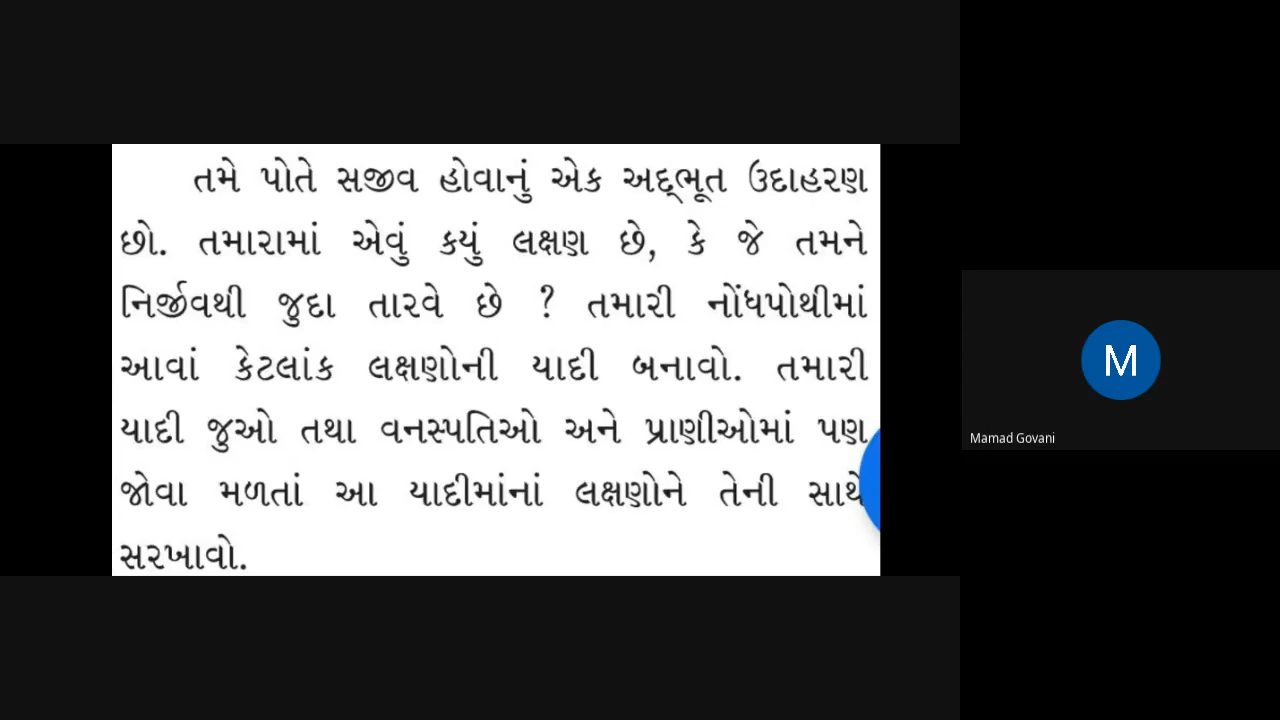 તમે પોતે સજીવ હોવાનું એક અદ્ભૂત ઉદાહરણ
છો. તમારામાં એવું કયું લક્ષણ છે, કે જે તમને
નિર્જીવથી જુદા તારવે છે ? તમારી નોંધપોથીમાં
આવાં કેટલાંક લક્ષણોની યાદી બનાવો. તમારી
યાદી જુઓ તથા વનસ્પતિઓ અને પ્રાણીઓમાં પણ
જોવા મળતાં આ યાદીમાંનાં લક્ષણોને તેની સાથે
સરખાવો.
M
Mamad Govani